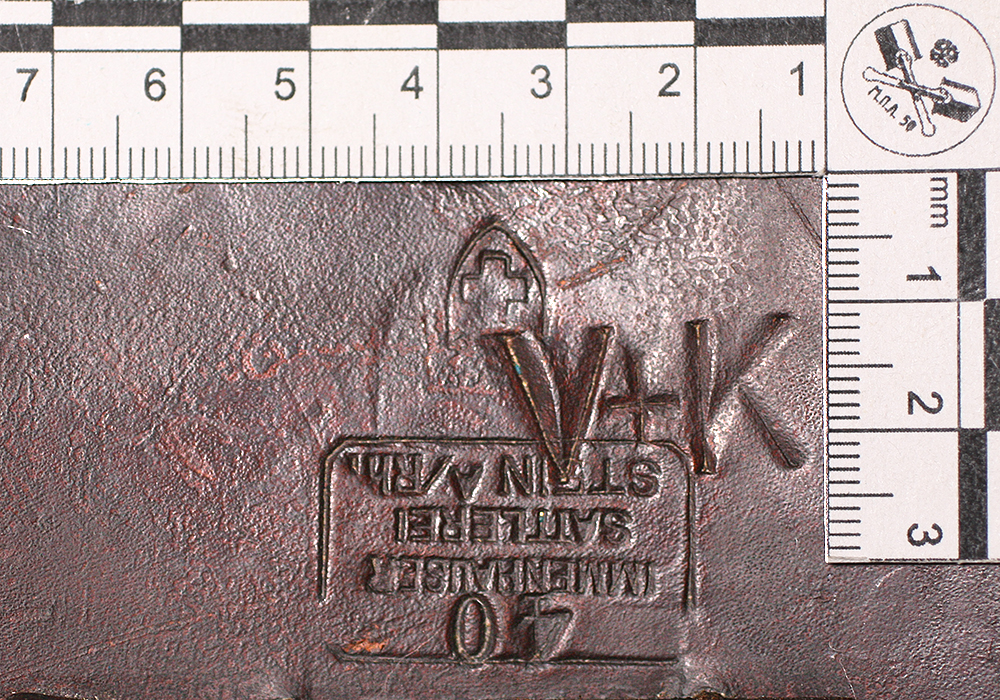 7 6 5 4 3 2 1
М.П.А. 50
mm
1
2
3
V+K
40
IMMENHAUSER
SATTLEREI
STEIN A/Rh.